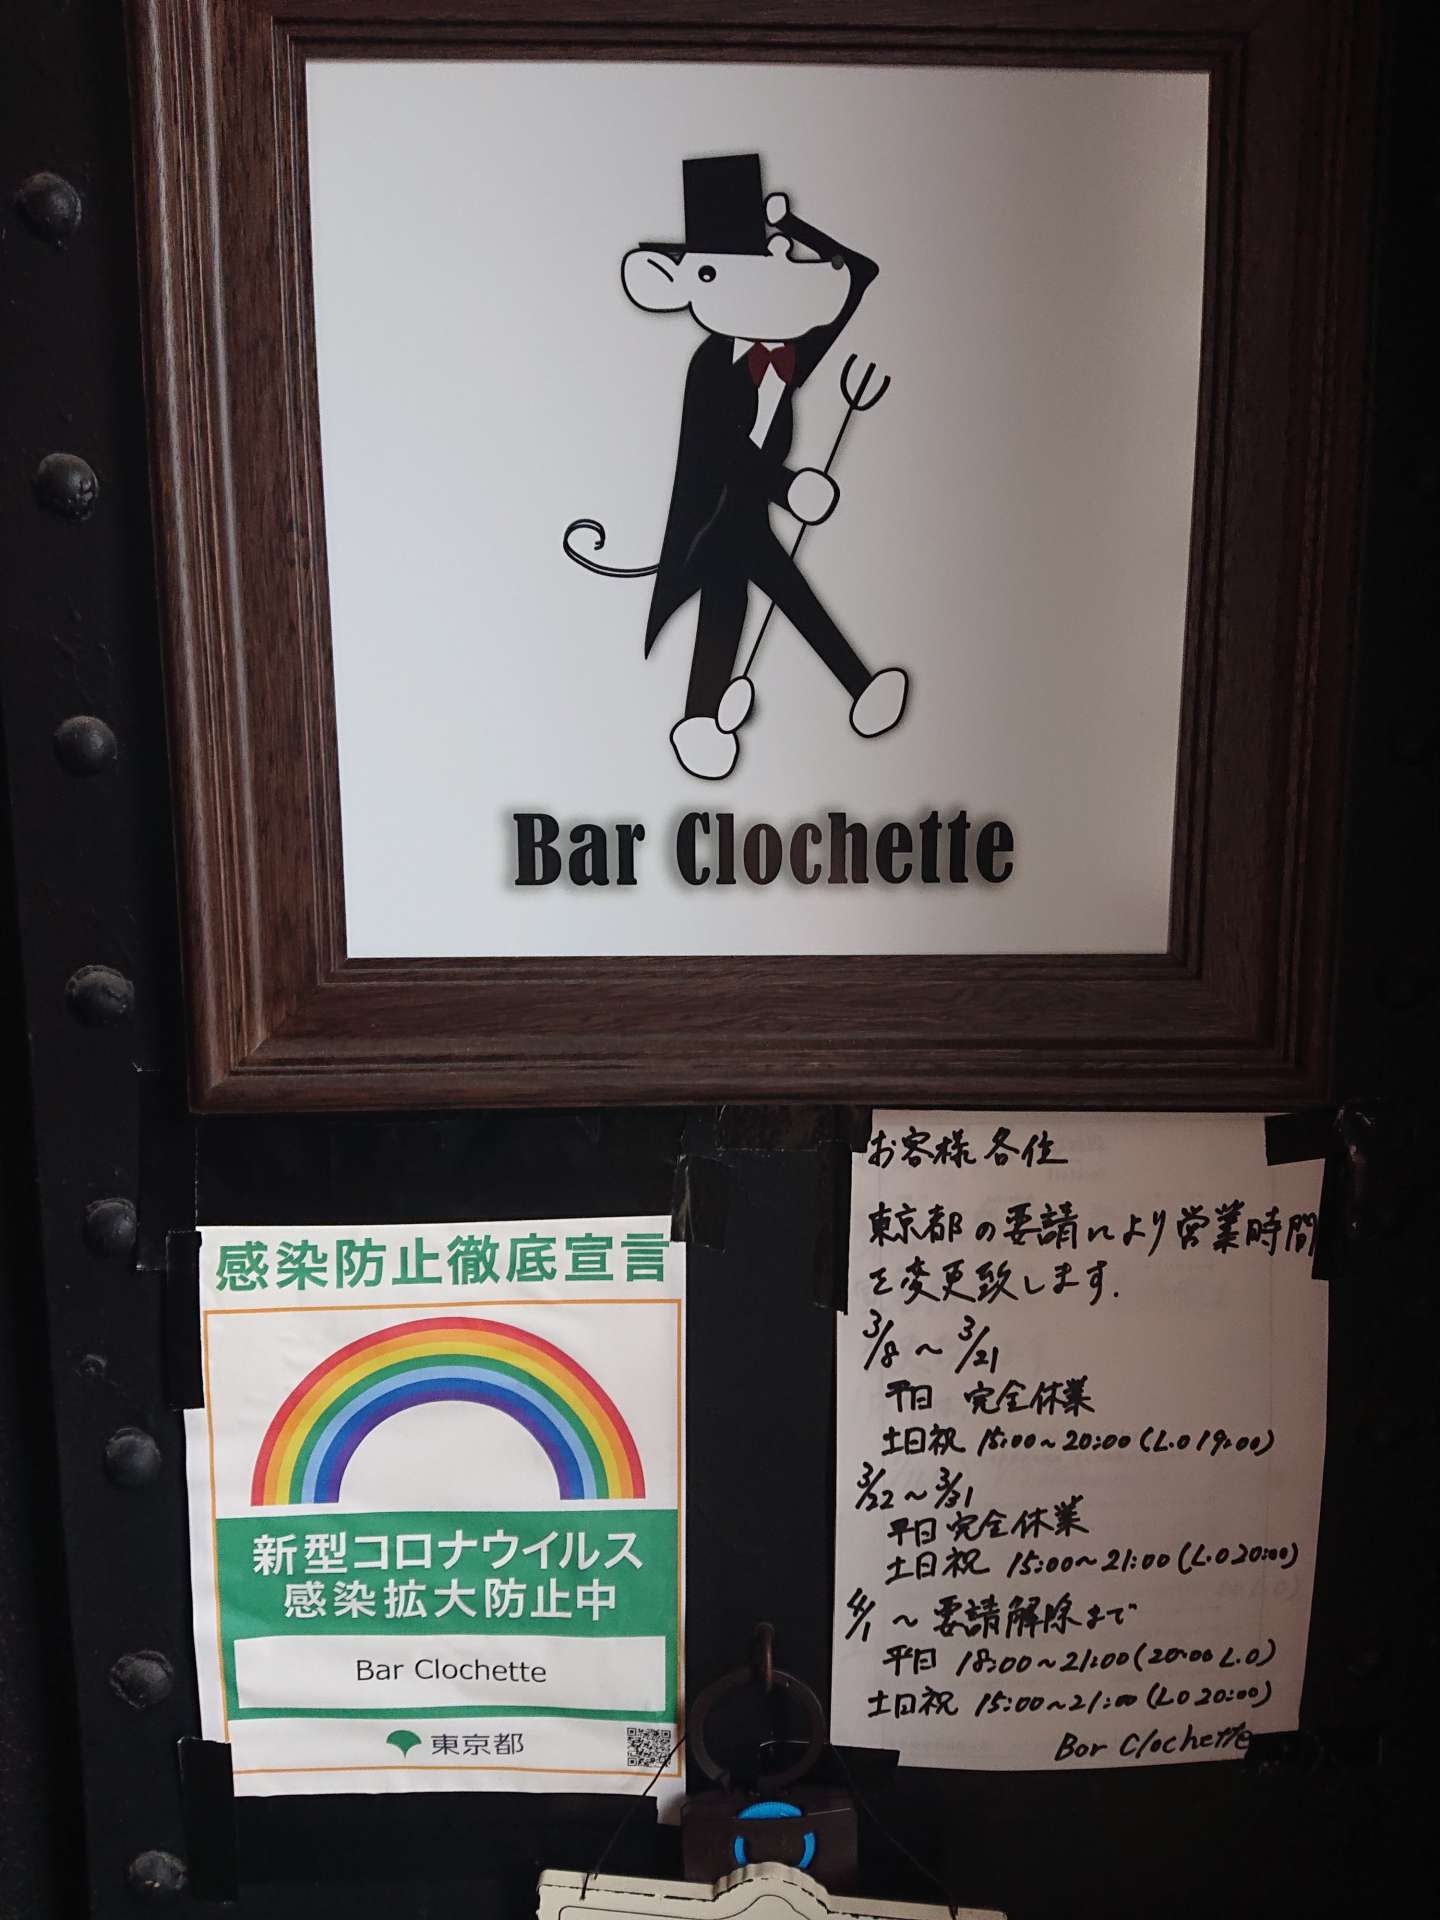 Bar Clochette
感染防止徹底宣言
新型コロナウイルス
感染拡大防止中
Bar Clochette
東京都
お客様各位
東京都の要請により営業時間
を変更致します.
3/8～3/21
平日 完全休業
土日祝 15:00～20:00(L.O 19:00)
3/22～3/31
平日 完全休業
土日祝 15:00～21:00(L.O 20:00)
4/1～要請解除まで
平日 18:00～21:00(20:00 L.O)
土日祝 15:00～21:00(L.O 20:00)
Bar Clochette